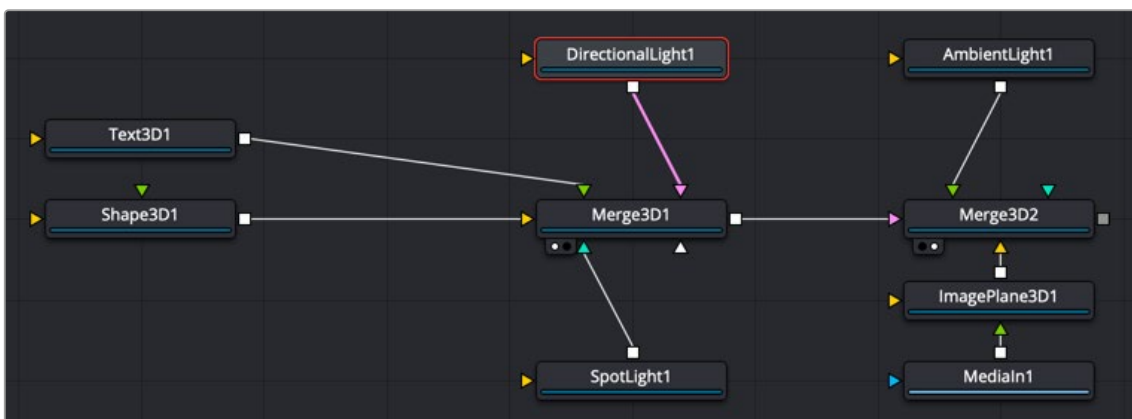 DirectionalLight1
AmbientLight1
Text3D1
Shape3D1
Merge3D1
Merge3D2
ImagePlane3D1
SpotLight1
MediaIn1